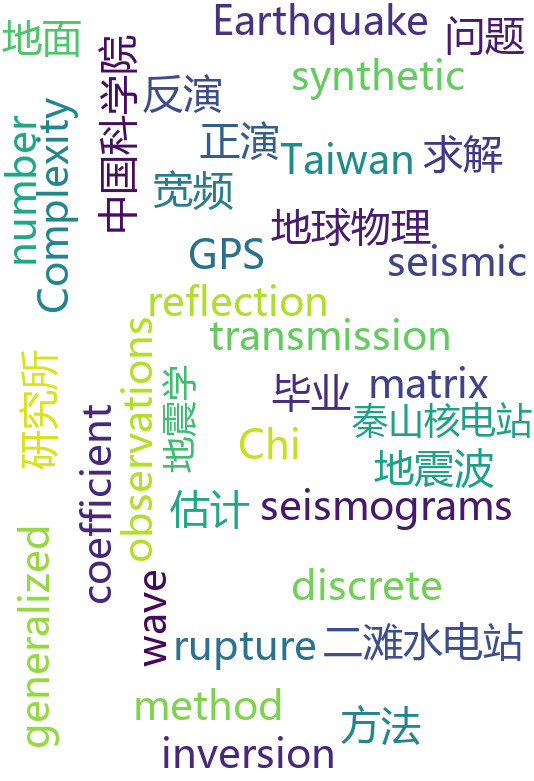 Earthquake
问题
地面
中国科学院
synthetic
反演
number
Complexity
正演
Taiwan
求解
宽频
地球物理
GPS
seismic
reflection
transmission
observations
研究所
地震学
毕业
matrix
coefficient
秦山核电站
Chi
地震波
估计
seismograms
generalized
wave
discrete
rupture
二滩水电站
method
方法
inversion